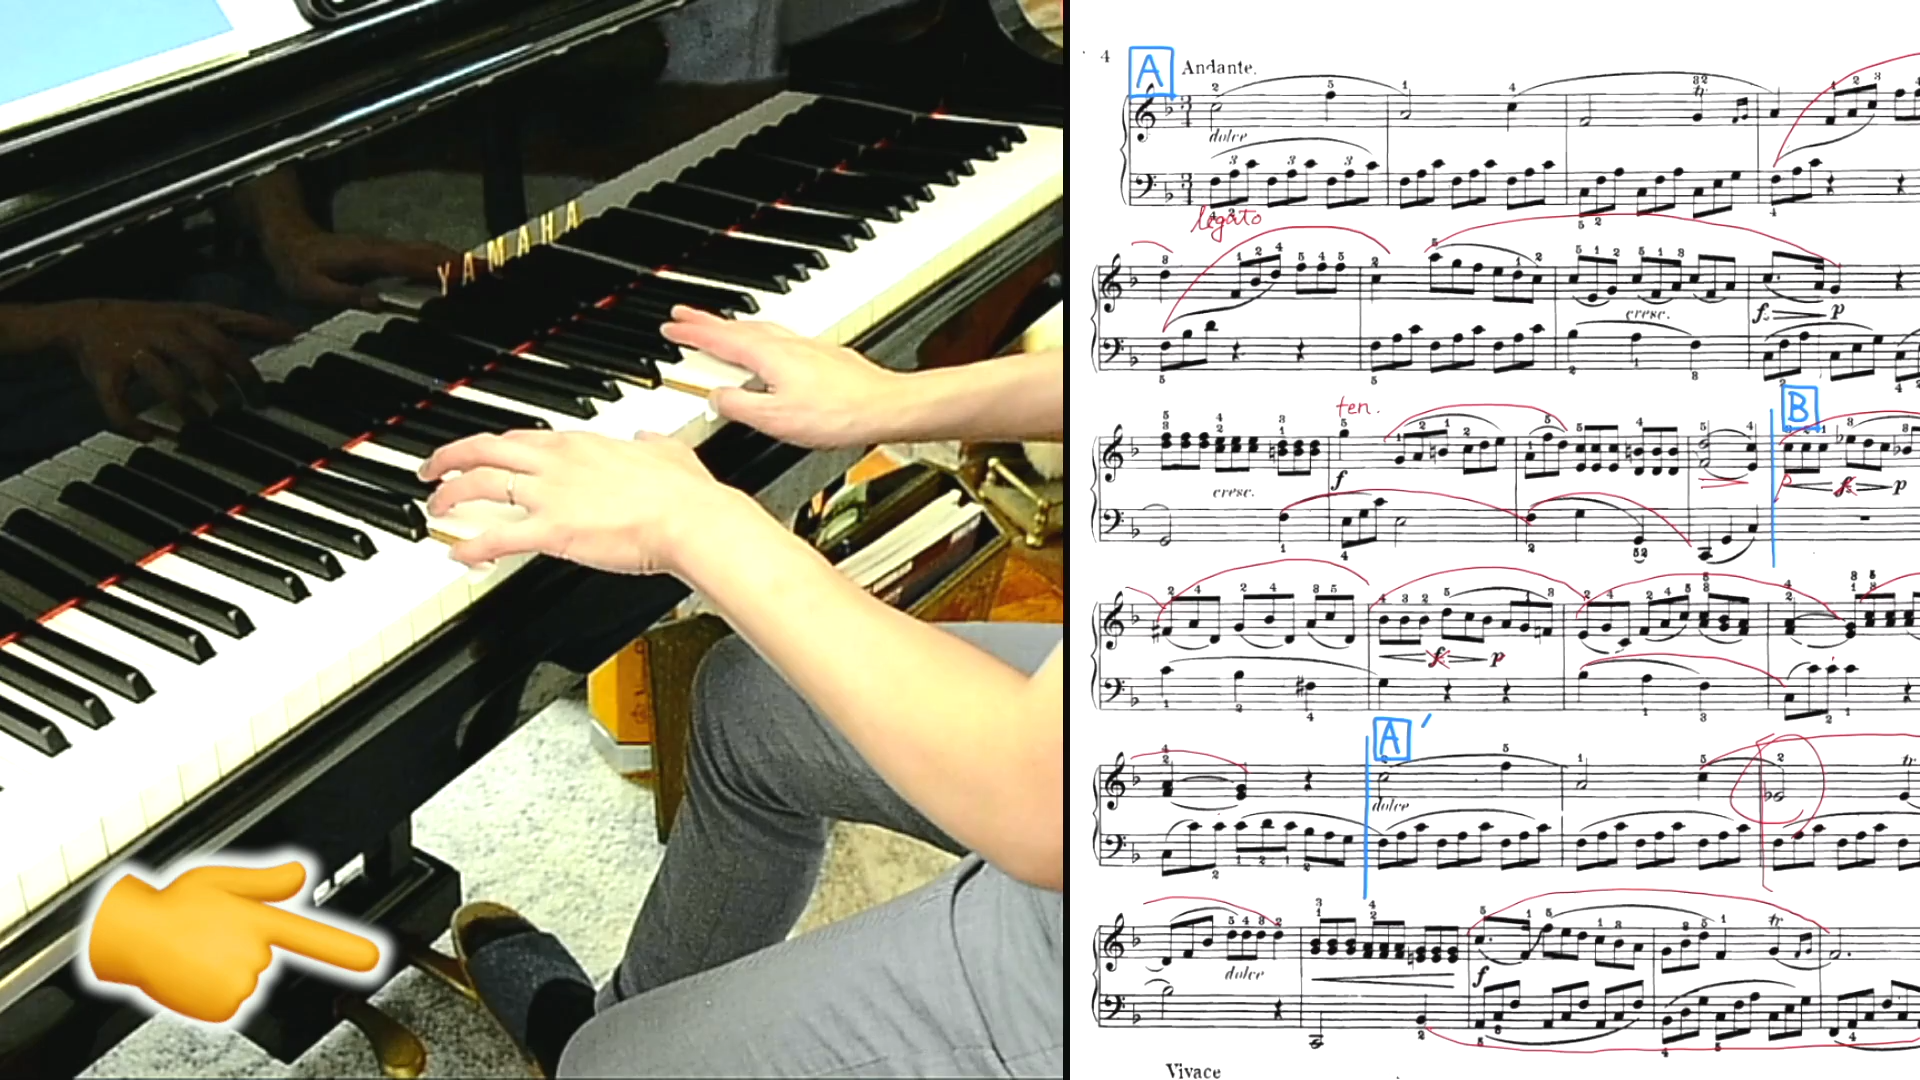 YAMAHA
4
A
Andante.
dolce
legato
cresc.
f p
ten.
B
cresc.
f
p f p
f p
A'
dolce
dolce
f
Vivace